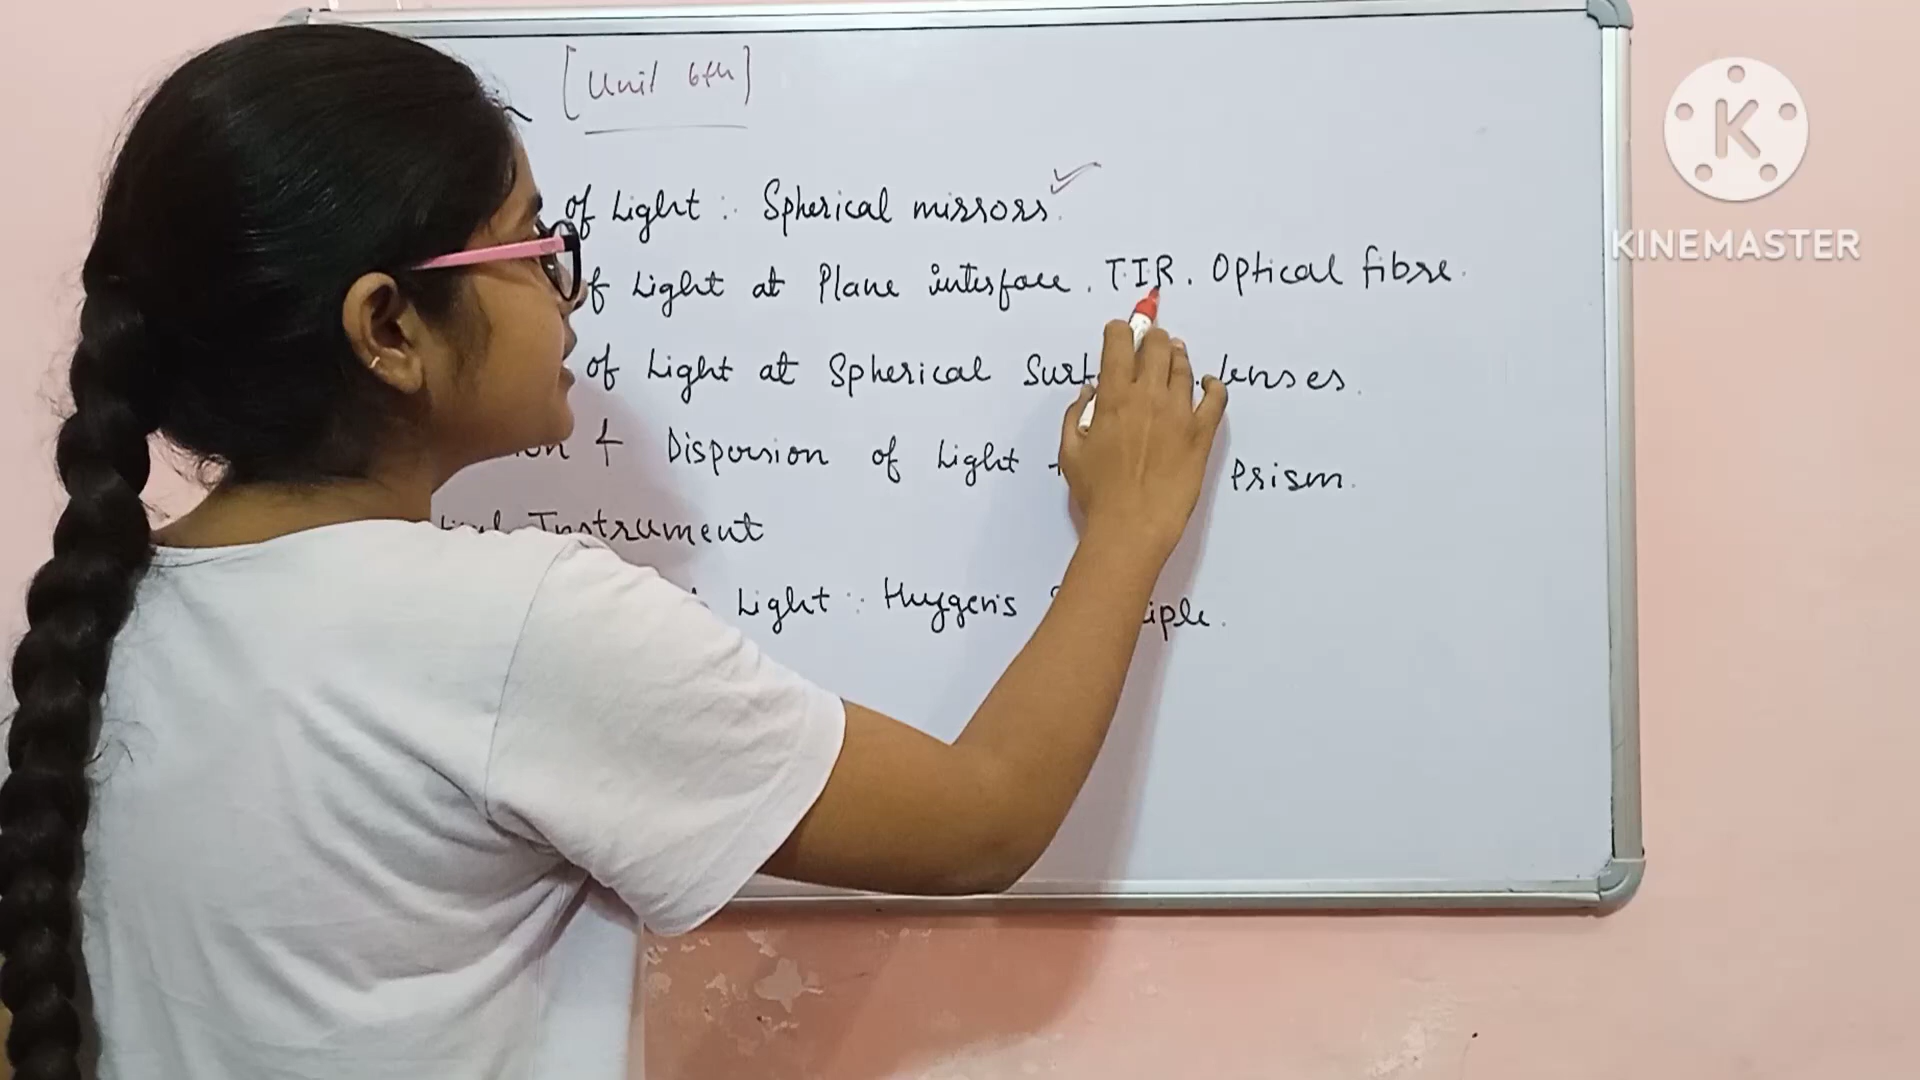 [Unit 6th]
of Light : Spherical mirrors.
of Light at Plane interface. T.I.R. Optical fibre.
of Light at Spherical Lenses.
& Dispersion of Light Prism.
Instrument
Light : Huygen's
K
KINEMASTER